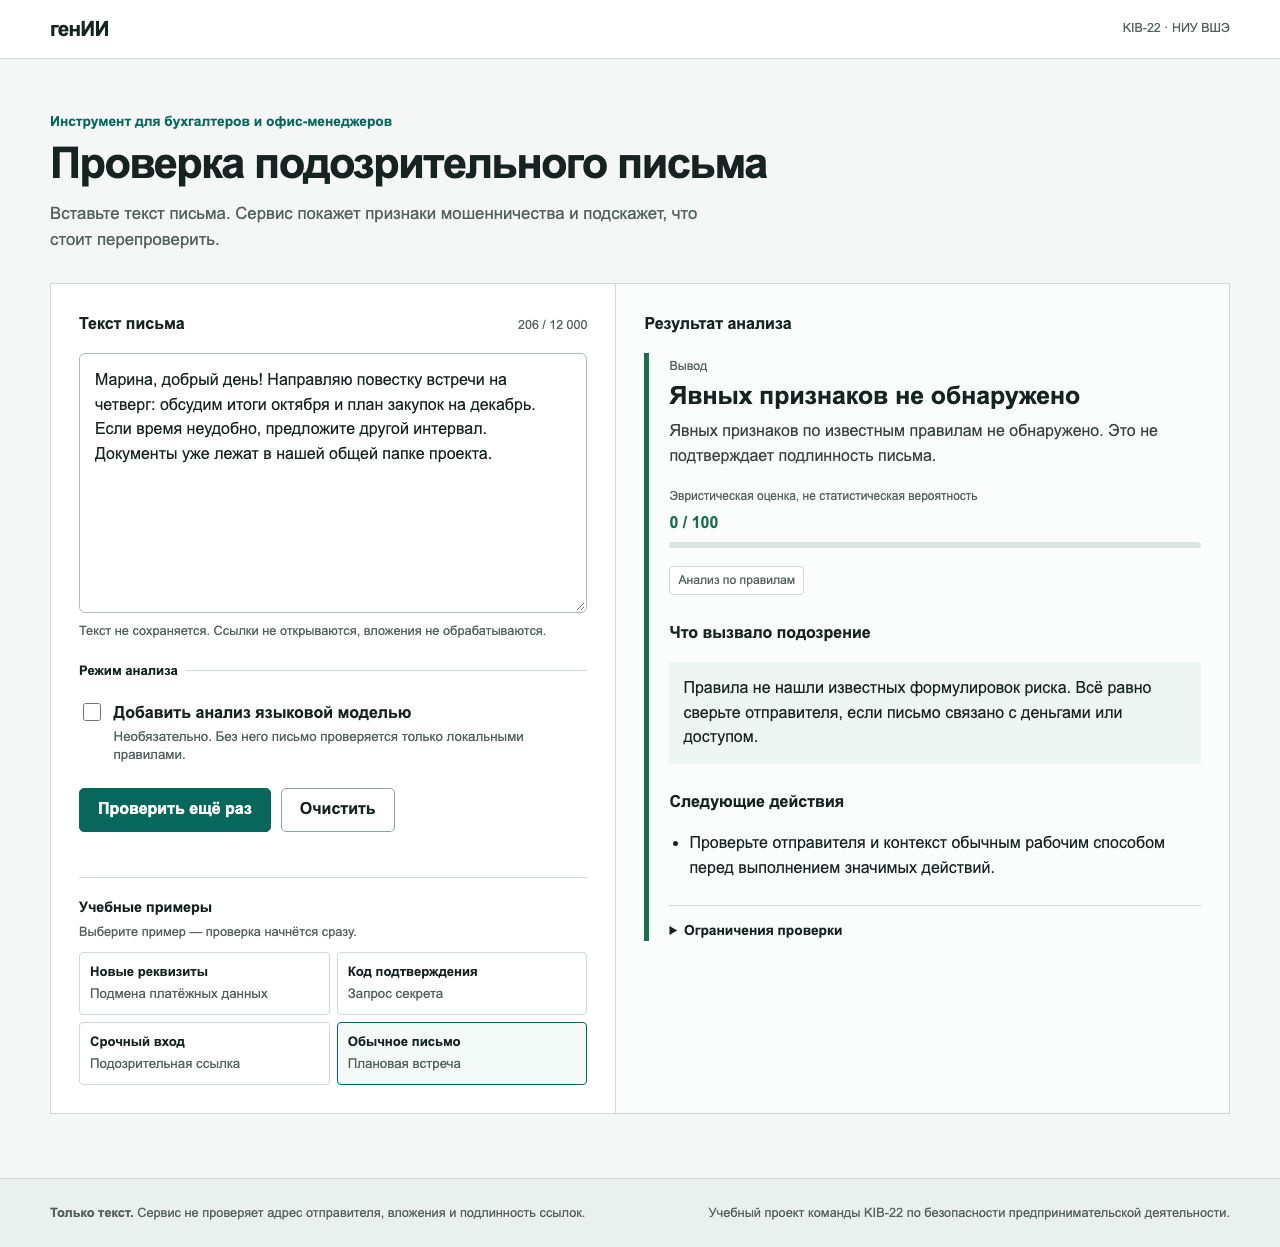 генИИ
KIB-22 · НИУ ВШЭ
Инструмент для бухгалтеров и офис-менеджеров
Проверка подозрительного письма
Вставьте текст письма. Сервис покажет признаки мошенничества и подскажет, что
стоит перепроверить.
Текст письма
206 / 12 000
Марина, добрый день! Направляю повестку встречи на
четверг: обсудим итоги октября и план закупок на декабрь.
Если время неудобно, предложите другой интервал.
Документы уже лежат в нашей общей папке проекта.
Текст не сохраняется. Ссылки не открываются, вложения не обрабатываются.
Режим анализа
Добавить анализ языковой моделью
Необязательно. Без него письмо проверяется только локальными
правилами.
Проверить ещё раз
Очистить
Учебные примеры
Выберите пример — проверка начнётся сразу.
Новые реквизиты
Подмена платёжных данных
Код подтверждения
Запрос секрета
Срочный вход
Подозрительная ссылка
Обычное письмо
Плановая встреча
Результат анализа
Вывод
Явных признаков не обнаружено
Явных признаков по известным правилам не обнаружено. Это не
подтверждает подлинность письма.
Эвристическая оценка, не статистическая вероятность
0 / 100
Анализ по правилам
Что вызвало подозрение
Правила не нашли известных формулировок риска. Всё равно
сверьте отправителя, если письмо связано с деньгами или
доступом.
Следующие действия
• Проверьте отправителя и контекст обычным рабочим способом
перед выполнением значимых действий.
▶ Ограничения проверки
Только текст. Сервис не проверяет адрес отправителя, вложения и подлинность ссылок.
Учебный проект команды KIB-22 по безопасности предпринимательской деятельности.